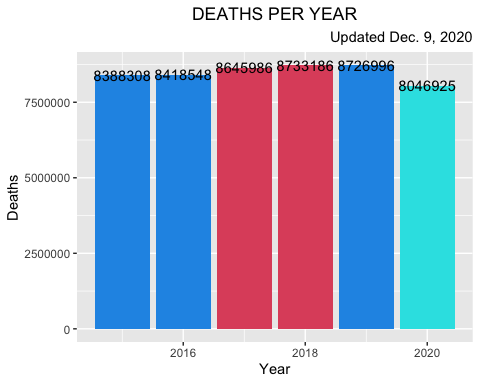 DEATHS PER YEAR
Updated Dec. 9, 2020
8388308 8418548 8645986 8733186 8726996 8046925
7500000
5000000
2500000
0
Deaths
2016 2018 2020
Year